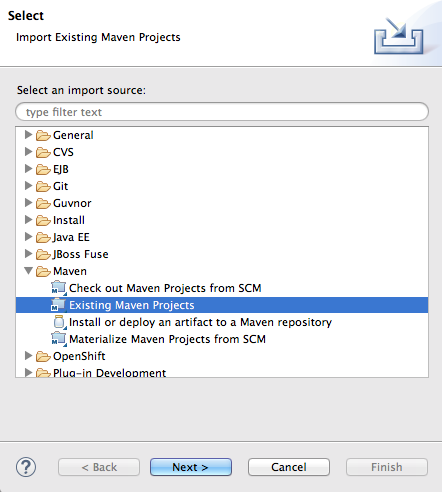 Select
Import Existing Maven Projects
Select an import source:
type filter text
General
CVS
EJB
Git
Guvnor
Install
Java EE
JBoss Fuse
Maven
Check out Maven Projects from SCM
Existing Maven Projects
Install or deploy an artifact to a Maven repository
Materialize Maven Projects from SCM
OpenShift
Plug-in Development
? < Back Next > Cancel Finish